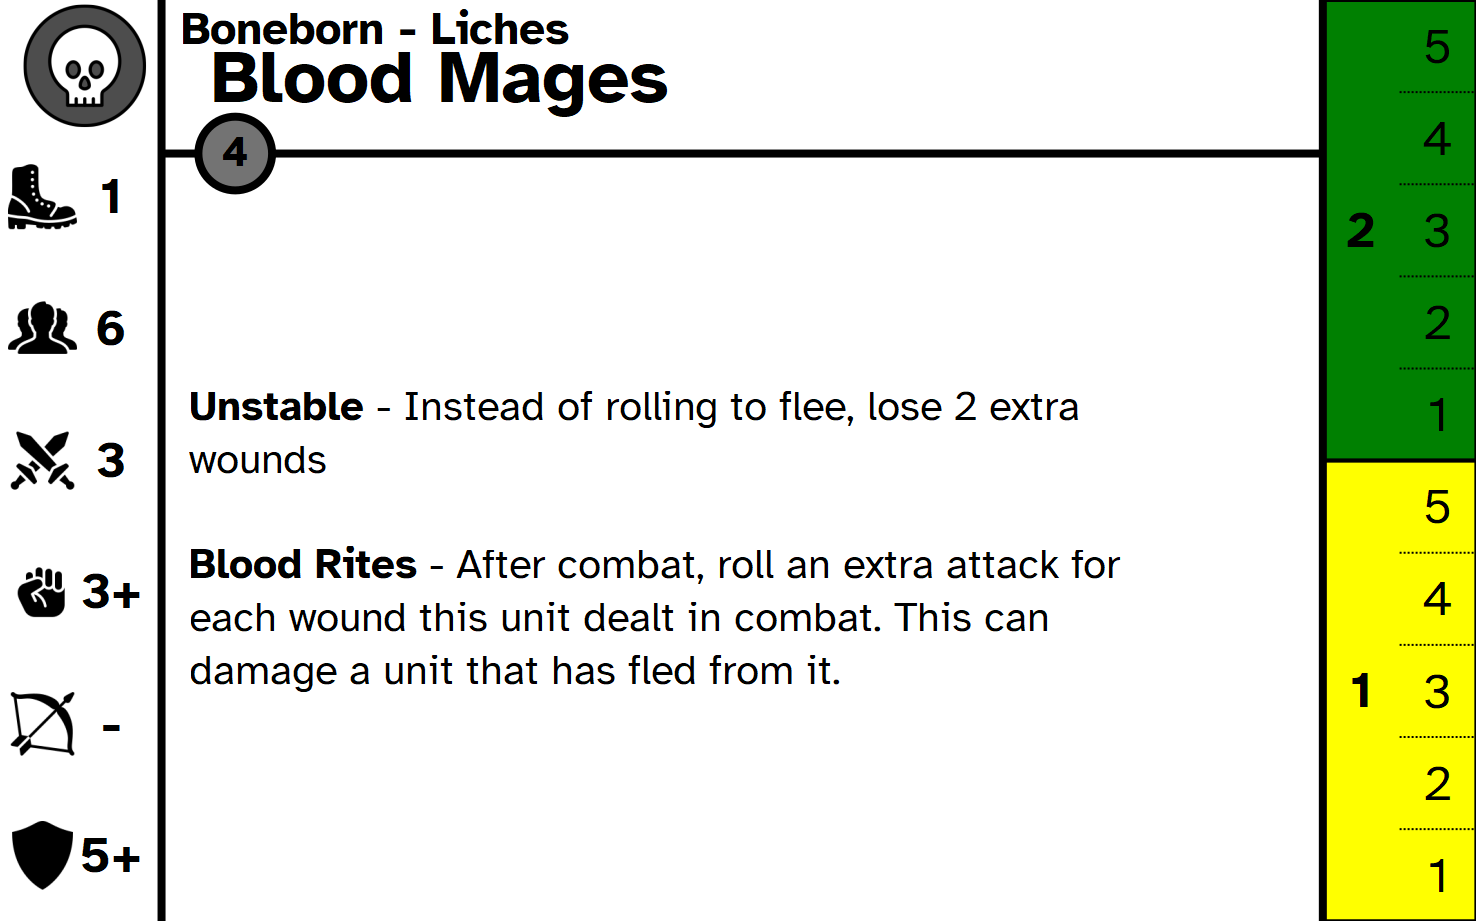 Boneborn - Liches
Blood Mages
4
1
6
3
3+
-
5+
Unstable - Instead of rolling to flee, lose 2 extra
wounds
Blood Rites - After combat, roll an extra attack for
each wound this unit dealt in combat. This can
damage a unit that has fled from it.
5
4
2 3
2
1
5
4
1 3
2
1